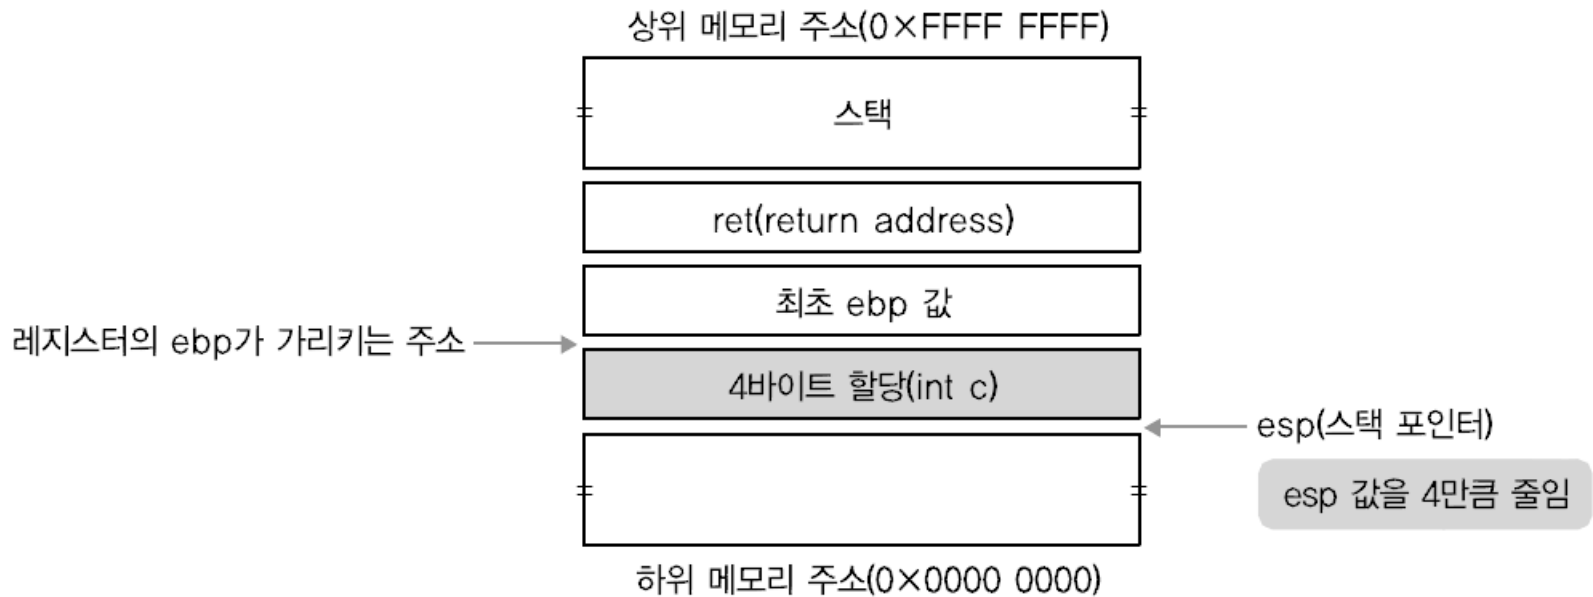 상위 메모리 주소(0×FFFF FFFF)
스택
ret(return address)
최초 ebp 값
레지스터의 ebp가 가리키는 주소
4바이트 할당(int c)
esp(스택 포인터)
esp 값을 4만큼 줄임
하위 메모리 주소(0×0000 0000)